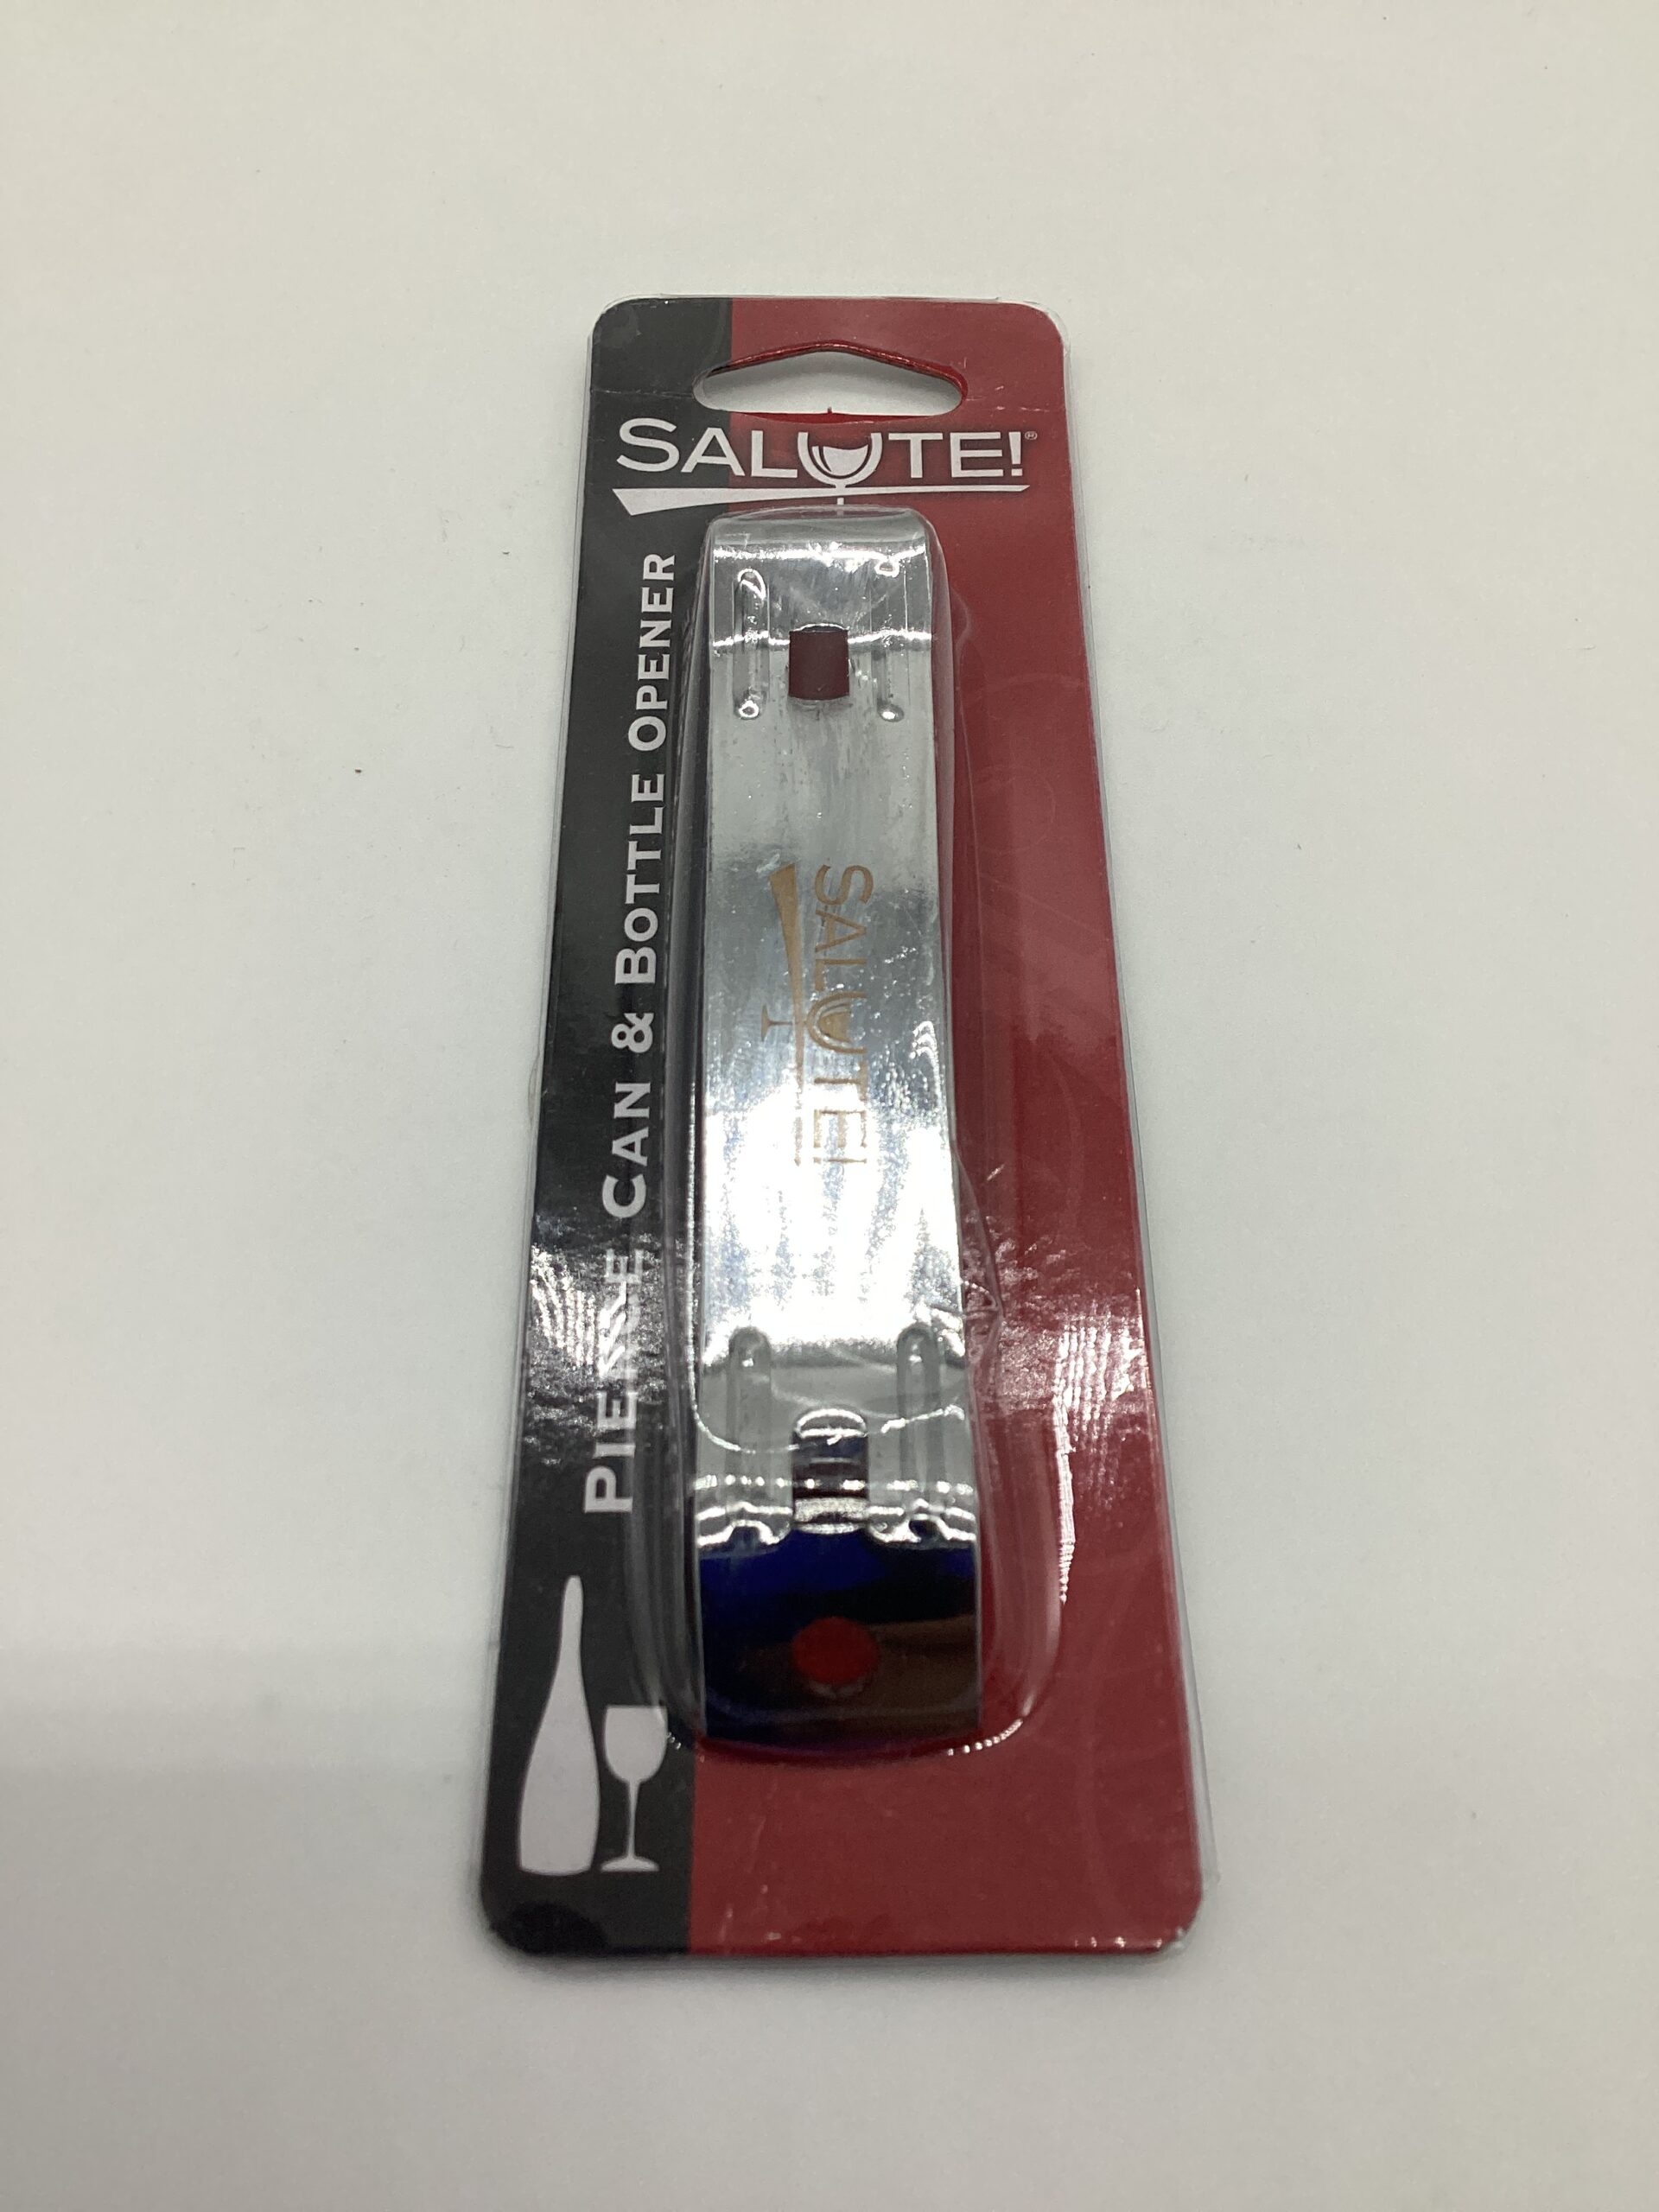 SALUTE!®
PIERCE CAN & BOTTLE OPENER
SALUTE!